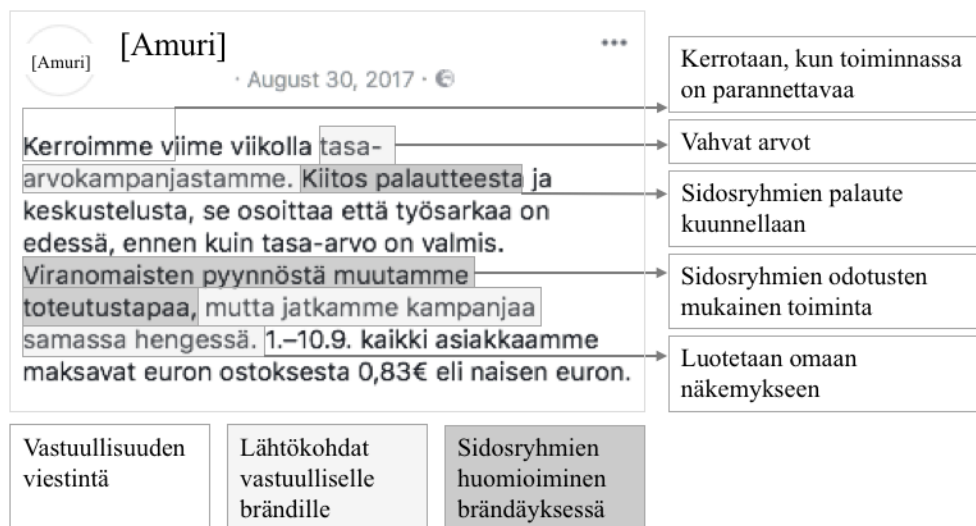 [Amuri]
[Amuri]
· August 30, 2017 ·
Kerroimme viime viikolla tasa-
arvokampanjastamme. Kiitos palautteesta ja
keskustelusta, se osoittaa että työsarkaa on
edessä, ennen kuin tasa-arvo on valmis.
Viranomaisten pyynnöstä muutamme
toteutustapaa, mutta jatkamme kampanjaa
samassa hengessä. 1.–10.9. kaikki asiakkaamme
maksavat euron ostoksesta 0,83€ eli naisen euron.
Kerrotaan, kun toiminnassa
on parannettavaa
Vahvat arvot
Sidosryhmien palaute
kuunnellaan
Sidosryhmien odotusten
mukainen toiminta
Luotetaan omaan
näkemykseen
Vastuullisuuden
viestintä
Lähtökohdat
vastuulliselle
brändille
Sidosryhmien
huomioiminen
brändäyksessä